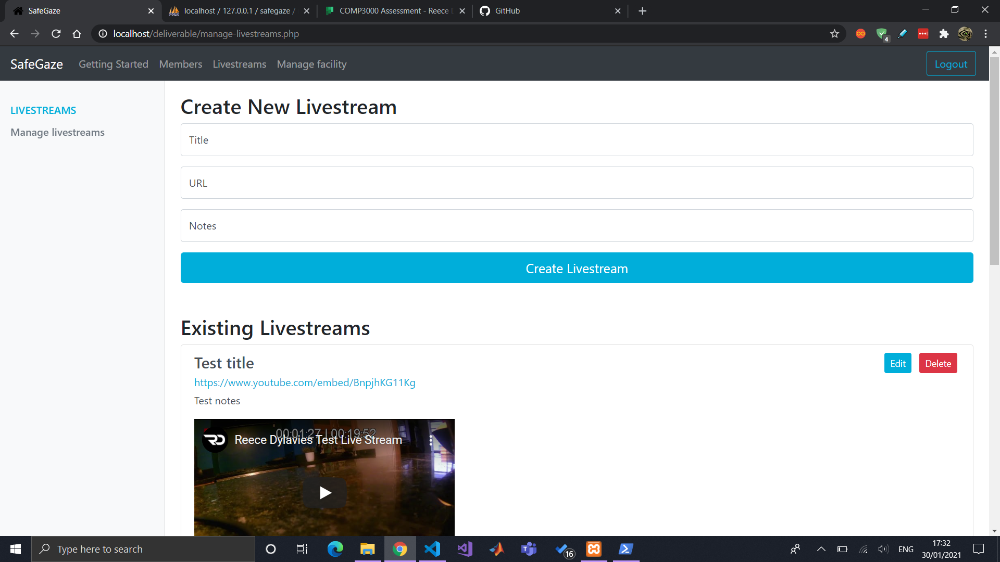 SafeGaze
localhost / 127.0.0.1 / safegaze /
COMP3000 Assessment - Reece D
GitHub
localhost/deliverable/manage-livestreams.php
4
SafeGaze Getting Started Members Livestreams Manage facility Logout
LIVESTREAMS
Manage livestreams
Create New Livestream
Title
URL
Notes
Create Livestream
Existing Livestreams
Test title
Edit Delete
https://www.youtube.com/embed/BnpjhKG11Kg
Test notes
00:01:27 | 00:19:52
RD
Reece Dylavies Test Live Stream
Type here to search
16
ENG
17:32
30/01/2021